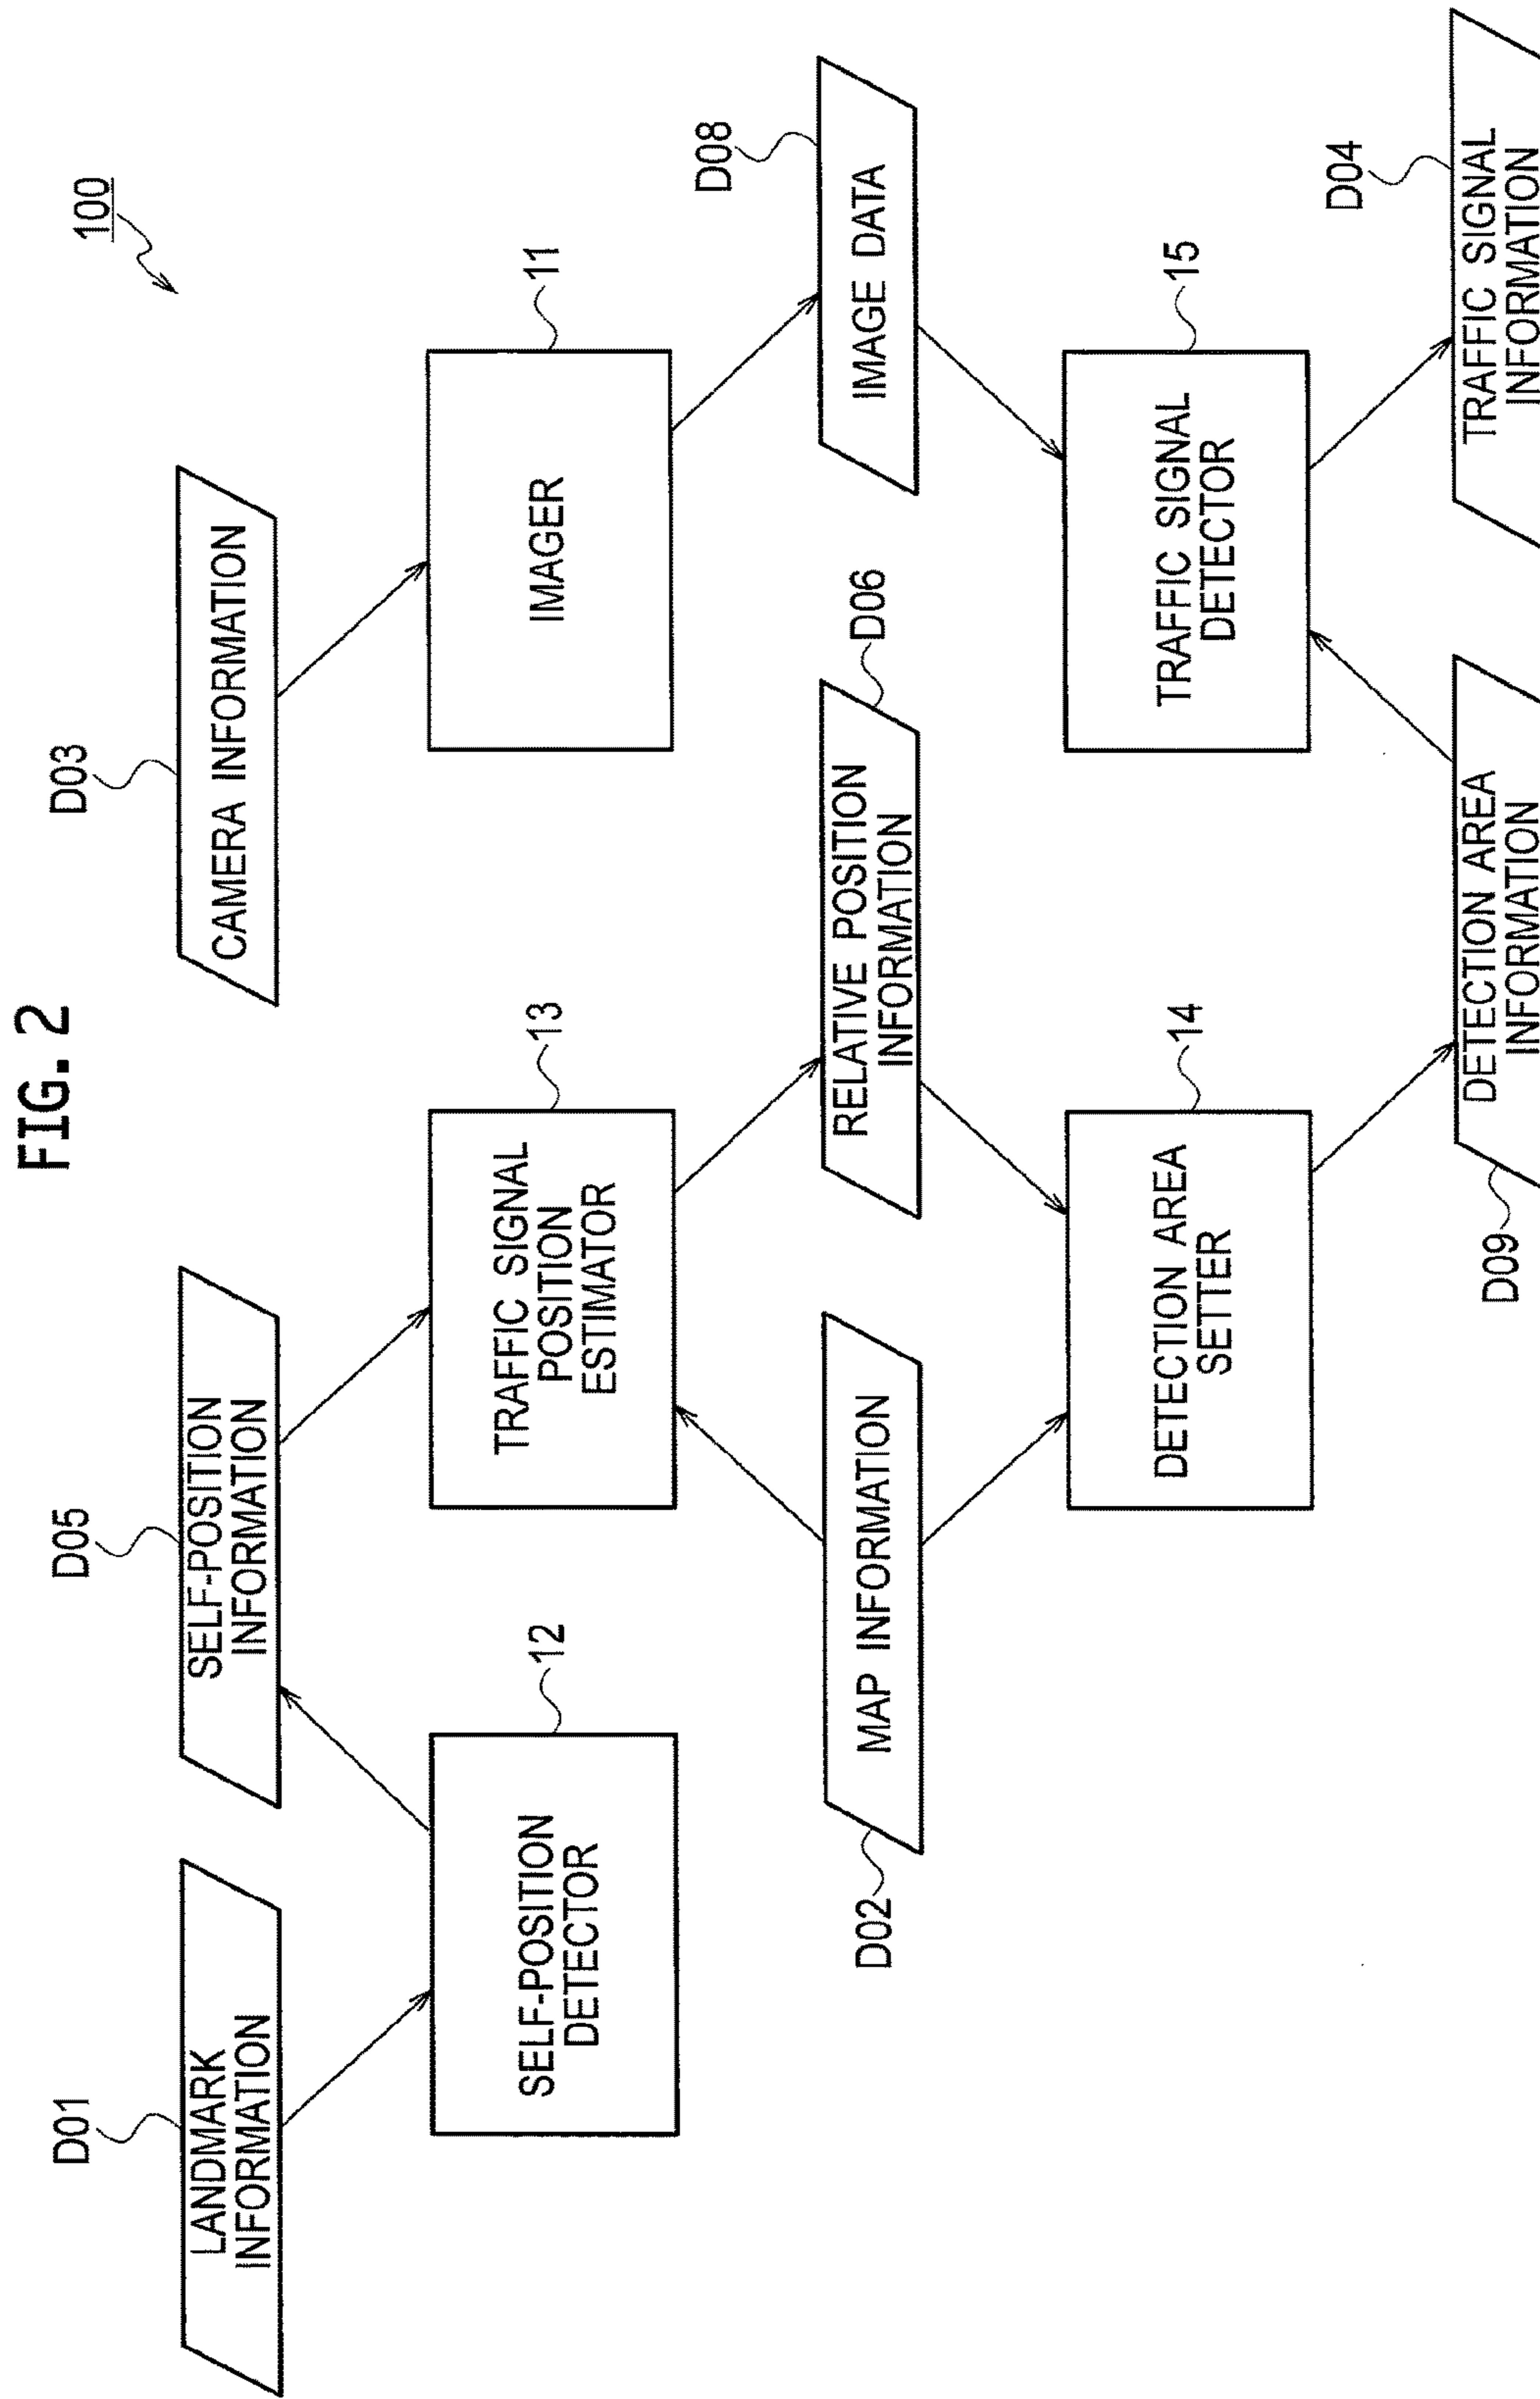 FIG. 2
100
D01
LANDMARK
INFORMATION
D05
SELF-POSITION
INFORMATION
D03
CAMERA INFORMATION
12
SELF-POSITION
DETECTOR
13
TRAFFIC SIGNAL
POSITION
ESTIMATOR
11
IMAGER
D02
MAP INFORMATION
D06
RELATIVE POSITION
INFORMATION
D08
IMAGE DATA
14
DETECTION AREA
SETTER
15
TRAFFIC SIGNAL
DETECTOR
D09
DETECTION AREA
INFORMATION
D04
TRAFFIC SIGNAL
INFORMATION